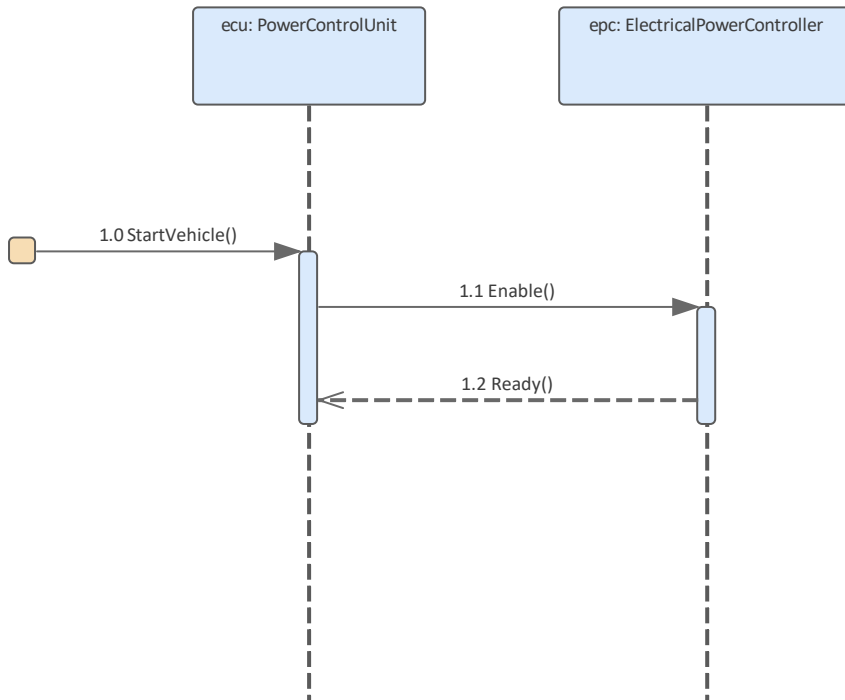 ecu: PowerControlUnit
epc: ElectricalPowerController
1.0 StartVehicle()
1.1 Enable()
1.2 Ready()